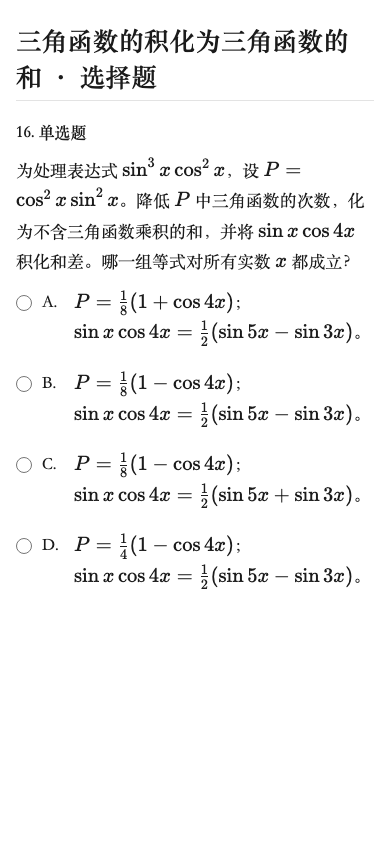 三角函数的积化为三角函数的
和 · 选择题
16. 单选题
为处理表达式 sin³ x cos² x，设 P =
cos² x sin² x。降低 P 中三角函数的次数，化
为不含三角函数乘积的和，并将 sin x cos 4x
积化和差。哪一组等式对所有实数 x 都成立?
A. P = 1/8(1 + cos 4x);
sin x cos 4x = 1/2(sin 5x − sin 3x)。
B. P = 1/8(1 − cos 4x);
sin x cos 4x = 1/2(sin 5x − sin 3x)。
C. P = 1/8(1 − cos 4x);
sin x cos 4x = 1/2(sin 5x + sin 3x)。
D. P = 1/4(1 − cos 4x);
sin x cos 4x = 1/2(sin 5x − sin 3x)。